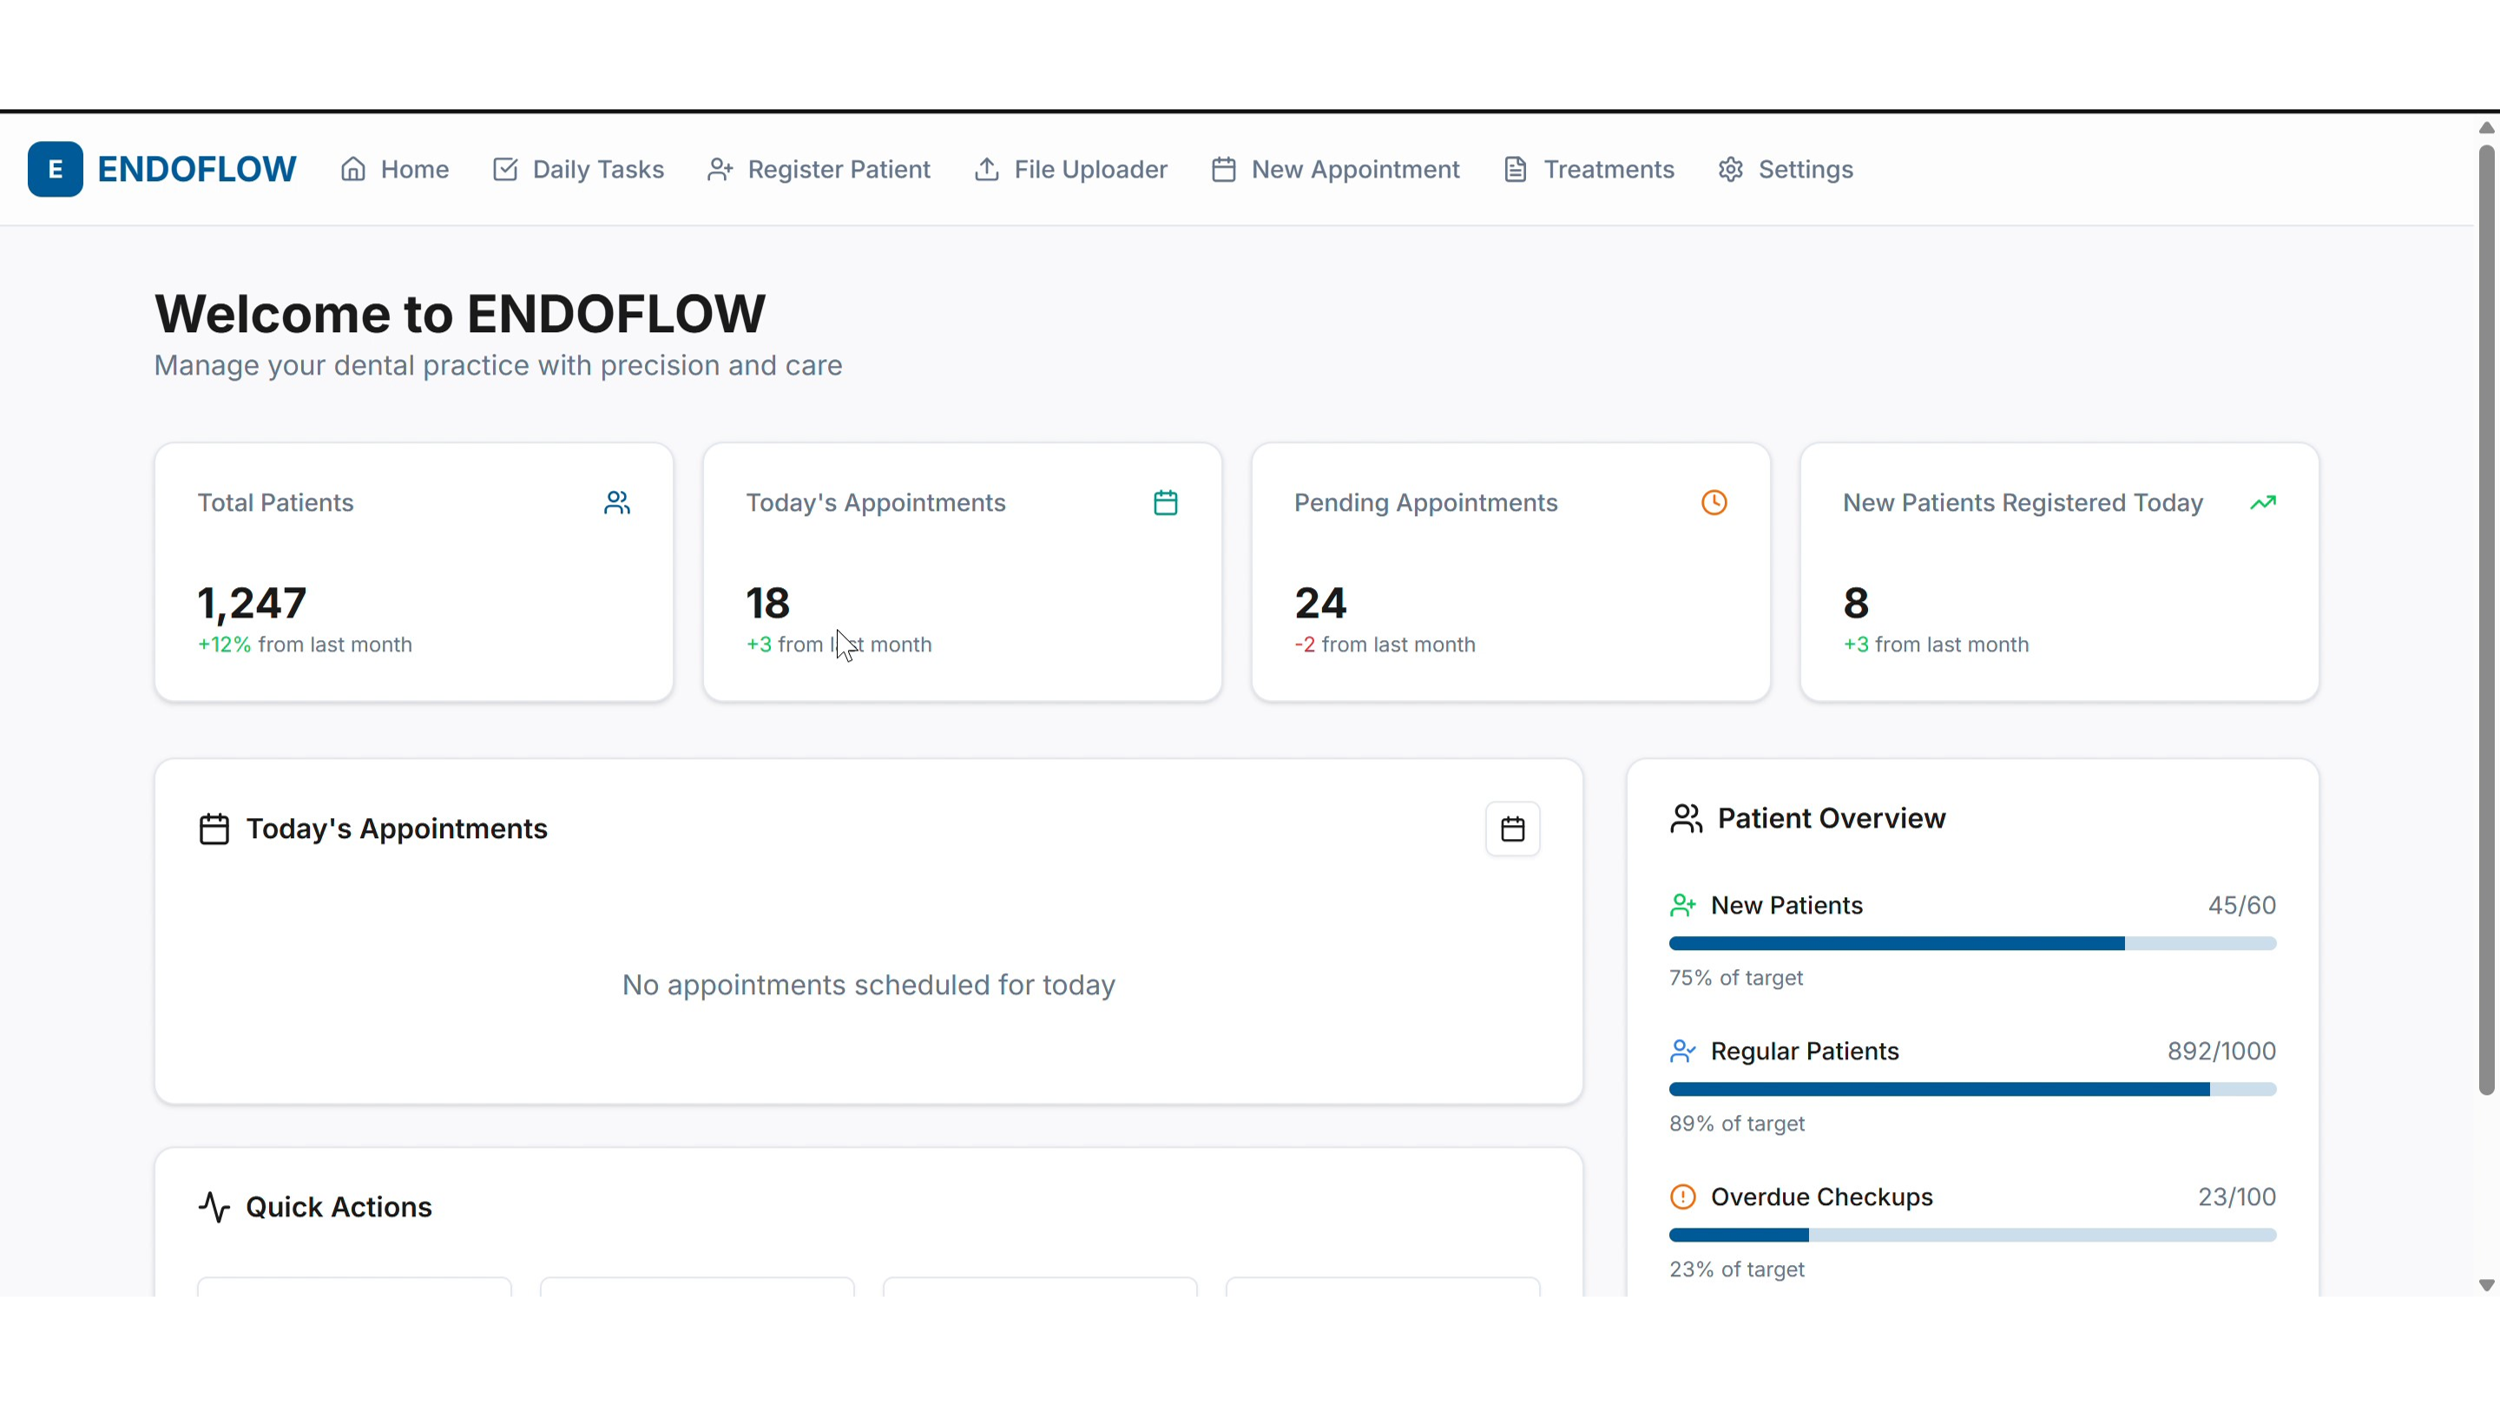 E ENDOFLOW Home Daily Tasks Register Patient File Uploader New Appointment Treatments Settings
Welcome to ENDOFLOW
Manage your dental practice with precision and care
Total Patients
1,247
+12% from last month
Today's Appointments
18
+3 from last month
Pending Appointments
24
-2 from last month
New Patients Registered Today
8
+3 from last month
Today's Appointments
No appointments scheduled for today
Quick Actions
Patient Overview
New Patients 45/60
75% of target
Regular Patients 892/1000
89% of target
Overdue Checkups 23/100
23% of target